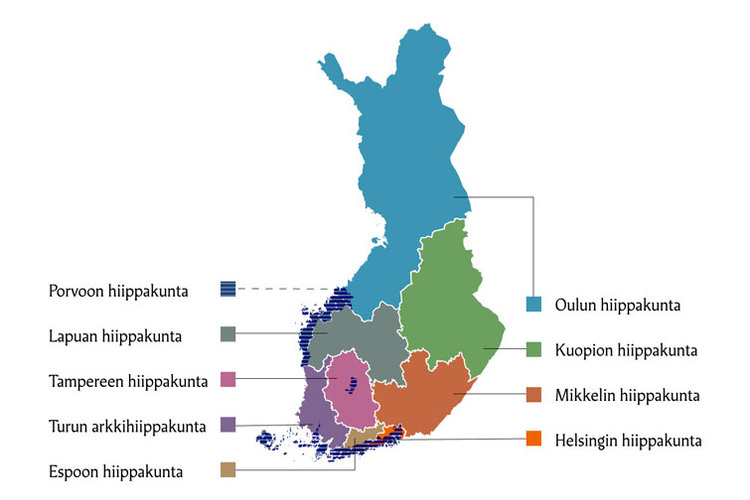 Porvoon hiippakunta
Lapuan hiippakunta
Tampereen hiippakunta
Turun arkkihiippakunta
Espoon hiippakunta
Oulun hiippakunta
Kuopion hiippakunta
Mikkelin hiippakunta
Helsingin hiippakunta